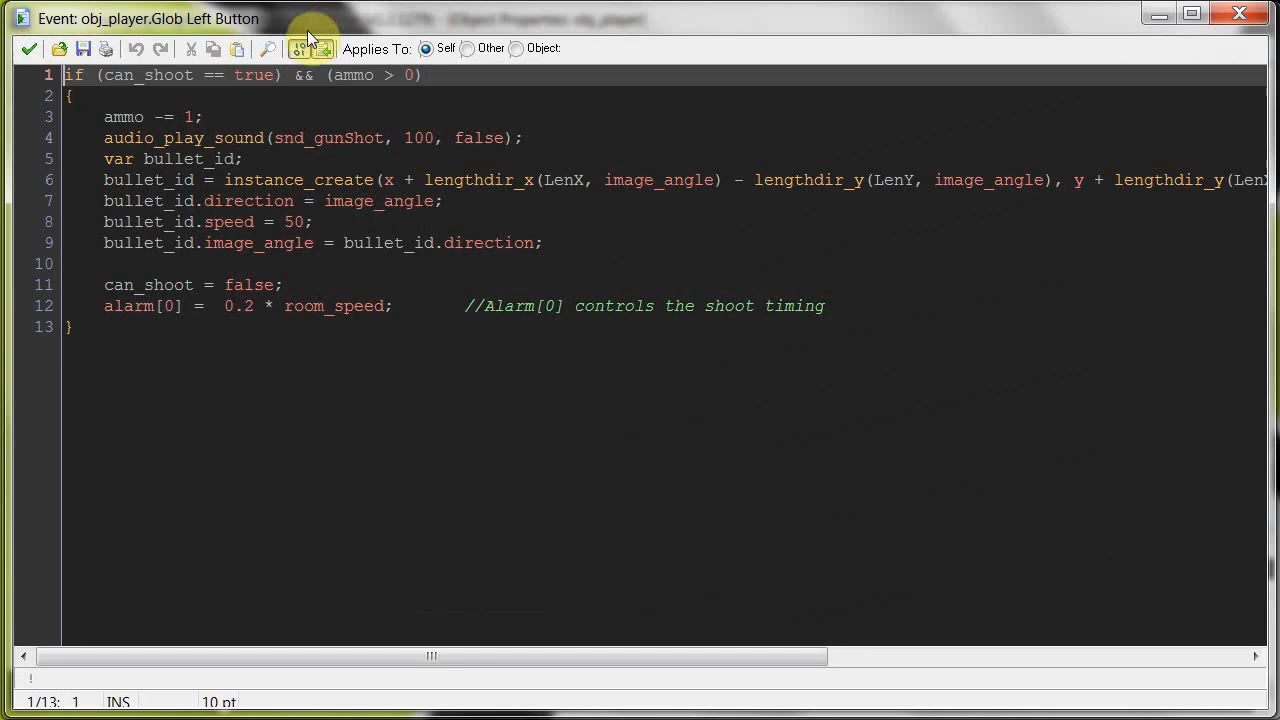 Event: obj_player.Glob Left Button
Applies To: Self Other Object:
1 if (can_shoot == true) && (ammo > 0)
2 {
3 ammo -= 1;
4 audio_play_sound(snd_gunShot, 100, false);
5 var bullet_id;
6 bullet_id = instance_create(x + lengthdir_x(LenX, image_angle) - lengthdir_y(LenY, image_angle), y + lengthdir_y(LenX
7 bullet_id.direction = image_angle;
8 bullet_id.speed = 50;
9 bullet_id.image_angle = bullet_id.direction;
10
11 can_shoot = false;
12 alarm[0] =  0.2 * room_speed; //Alarm[0] controls the shoot timing
13 }
1/13: 1 INS 10 pt